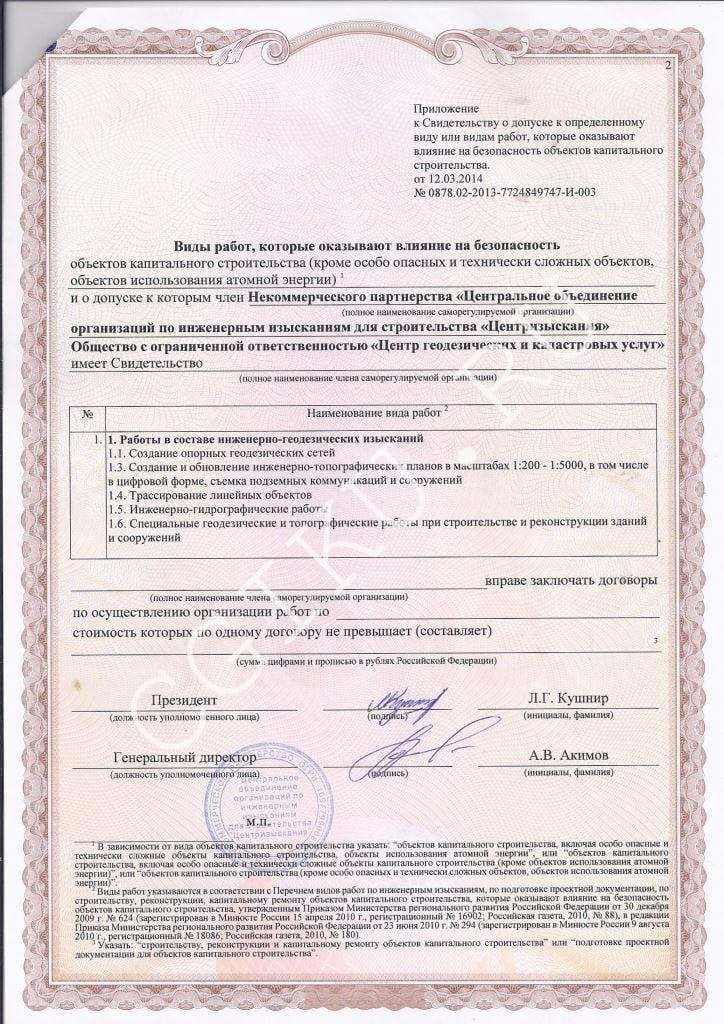 2
Приложение
к Свидетельству о допуске к определенному
виду или видам работ, которые оказывают
влияние на безопасность объектов капитального
строительства.
от 12.03.2014
№ 0878.02-2013-7724849747-И-003
Виды работ, которые оказывают влияние на безопасность
объектов капитального строительства (кроме особо опасных и технически сложных объектов,
объектов использования атомной энергии) 1
и о допуске к которым член Некоммерческого партнерства «Центральное объединение
(полное наименование саморегулируемой организации)
организаций по инженерным изысканиям для строительства «Центризыскания»
Общество с ограниченной ответственностью «Центр геодезических и кадастровых услуг»
имеет Свидетельство
(полное наименование члена саморегулируемой организации)
№ Наименование вида работ 2
1. 1. Работы в составе инженерно-геодезических изысканий
1.1. Создание опорных геодезических сетей
1.3. Создание и обновление инженерно-топографических планов в масштабах 1:200 - 1:5000, в том числе
в цифровой форме, съемка подземных коммуникаций и сооружений
1.4. Трассирование линейных объектов
1.5. Инженерно-гидрографические работы
1.6. Специальные геодезические и топографические работы при строительстве и реконструкции зданий
и сооружений
вправе заключать договоры
(полное наименование члена саморегулируемой организации)
по осуществлению организации работ по
стоимость которых по одному договору не превышает (составляет)
3
(сумма цифрами и прописью в рублях Российской Федерации)
Президент Л.Г. Кушнир
(должность уполномоченного лица) (подпись) (инициалы, фамилия)
Генеральный директор А.В. Акимов
(должность уполномоченного лица) (подпись) (инициалы, фамилия)
Центральное
объединение
организаций по
инженерным
изысканиям
для строительства
"Центризыскания"
М.П.
1 В зависимости от вида объектов капитального строительства указать: “объектов капитального строительства, включая особо опасные и
технически сложные объекты капитального строительства, объекты использования атомной энергии”, или “объектов капитального
строительства, включая особо опасные и технически сложные объекты капитального строительства (кроме объектов использования атомной
энергии)”, или “объектов капитального строительства (кроме особо опасных и технически сложных объектов, объектов использования атомной
энергии)”.
2 Виды работ указываются в соответствии с Перечнем видов работ по инженерным изысканиям, по подготовке проектной документации, по
строительству, реконструкции, капитальному ремонту объектов капитального строительства, которые оказывают влияние на безопасность
объектов капитального строительства, утвержденным Приказом Министерства регионального развития Российской Федерации от 30 декабря
2009 г. № 624 (зарегистрирован в Минюсте России 15 апреля 2010 г., регистрационный № 16902; Российская газета, 2010, № 88), в редакции
Приказа Министерства регионального развития Российской Федерации от 23 июня 2010 г. № 294 (зарегистрирован в Минюсте России 9 августа
2010 г., регистрационный № 18086; Российская газета, 2010, № 180).
3 Указать: “строительству, реконструкции и капитальному ремонту объектов капитального строительства” или “подготовке проектной
документации для объектов капитального строительства”.
CGIKU.RU